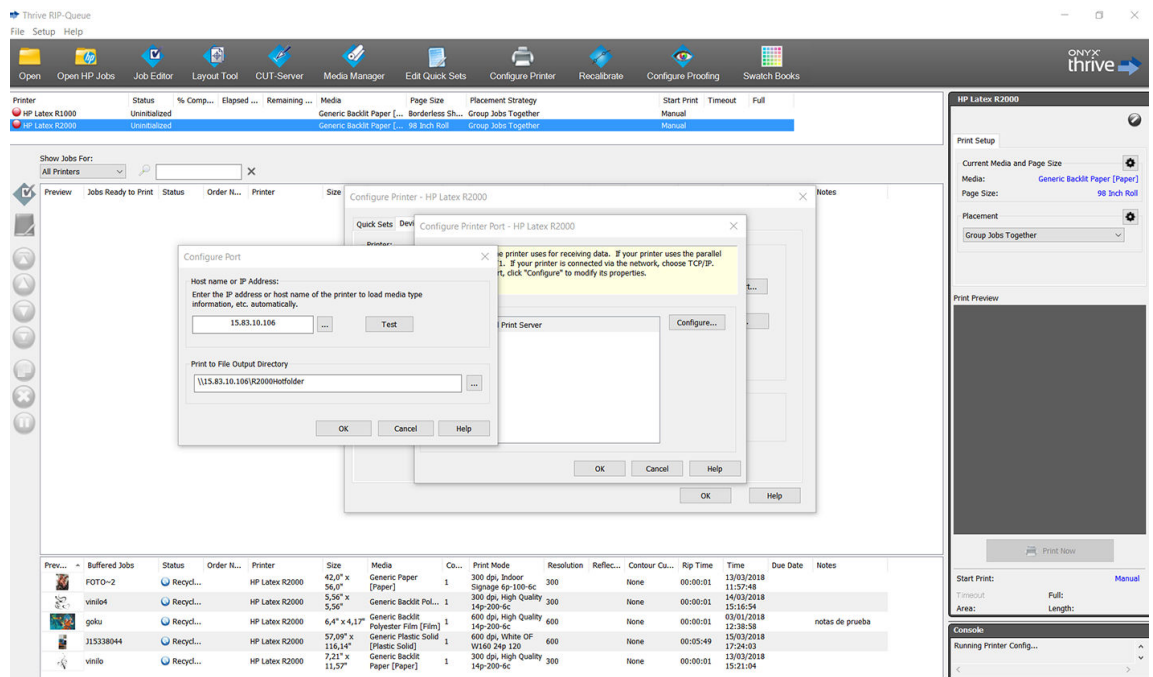 Thrive RIP-Queue
File Setup Help
Open Open HP Jobs Job Editor Layout Tool CUT-Server Media Manager Edit Quick Sets Configure Printer Recalibrate Configure Proofing Swatch Books
ONYX
thrive
Printer Status % Comp... Elapsed ... Remaining ... Media Page Size Placement Strategy Start Print Timeout Full
HP Latex R1000 Uninitialized Generic Backlit Paper [... Borderless Sh... Group Jobs Together Manual
HP Latex R2000 Uninitialized Generic Backlit Paper [... 98 Inch Roll Group Jobs Together Manual
Show Jobs For:
All Printers
Preview Jobs Ready to Print Status Order N... Printer Size Notes
Configure Printer - HP Latex R2000
Quick Sets Devi
Printer:
Configure Printer Port - HP Latex R2000
e printer uses for receiving data. If your printer uses the parallel
1. If your printer is connected via the network, choose TCP/IP.
rt, click "Configure" to modify its properties.
t...
l Print Server
Configure...
OK Cancel Help
OK Help
Configure Port
Host name or IP Address:
Enter the IP address or host name of the printer to load media type
information, etc. automatically.
15.83.10.106 ... Test
Print to File Output Directory
\\15.83.10.106\R2000Hotfolder ...
OK Cancel Help
HP Latex R2000
Print Setup
Current Media and Page Size
Media: Generic Backlit Paper [Paper]
Page Size: 98 Inch Roll
Placement
Group Jobs Together
Print Preview
Print Now
Start Print: Manual
Timeout Full:
Area: Length:
Console
Running Printer Config...
Prev... Buffered Jobs Status Order N... Printer Size Media Co... Print Mode Resolution Reflec... Contour Cu... Rip Time Time Due Date Notes
FOTO~2 Recycl... HP Latex R2000 42,0" x 56,0" Generic Paper [Paper] 1 300 dpi, Indoor Signage 6p-100-6c 300 None 00:00:01 13/03/2018 11:57:48
vinilo4 Recycl... HP Latex R2000 5,56" x 5,56" Generic Backlit Pol... 1 300 dpi, High Quality 14p-200-6c 300 None 00:00:01 14/03/2018 15:16:54
goku Recycl... HP Latex R2000 6,4" x 4,17" Generic Backlit Polyester Film [Film] 1 600 dpi, High Quality 14p-200-6c 600 None 00:00:01 03/01/2018 12:38:58 notas de prueba
J15338044 Recycl... HP Latex R2000 57,09" x 116,14" Generic Plastic Solid [Plastic Solid] 1 600 dpi, White OF W160 24p 120 600 None 00:05:49 15/03/2018 17:24:03
vinilo Recycl... HP Latex R2000 7,21" x 11,57" Generic Backlit Paper [Paper] 1 300 dpi, High Quality 14p-200-6c 300 None 00:00:01 13/03/2018 15:21:04